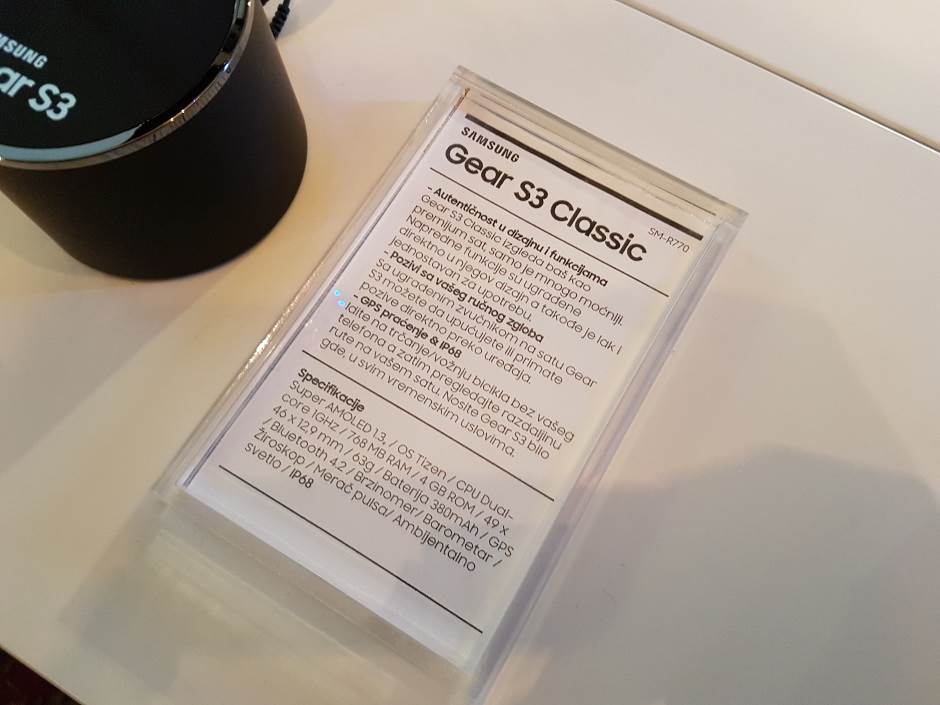 SAMSUNG
Gear S3
SAMSUNG
Gear S3 Classic
SM-R770
- Autentičnost u dizajnu i funkcijama
Gear S3 Classic izgleda baš kao
premijum sat, samo je mnogo moćniji.
Napredne funkcije su ugrađene
direktno u njegov dizajn a takođe je lak i
jednostavan za upotrebu.
- Pozivi sa vašeg ručnog zgloba
Sa ugrađenim zvučnikom na satu Gear
S3 možete da upućujete ili primate
pozive direktno preko uređaja.
- GPS praćenje & IP68
Idite na trčanje/vožnju bicikla bez vašeg
telefona a zatim pregledajte razdaljinu
rute na vašem satu. Nosite Gear S3 bilo
gde, u svim vremenskim uslovima.
Specifikacije
Super AMOLED 1.3„ / OS Tizen / CPU Dual-
core 1GHz / 768 MB RAM / 4 GB ROM / 49 x
46 x 12,9 mm / 63g / Baterija 380mAh / GPS
/ Bluetooth 4.2 / Brzinomer/ Barometar /
Žiroskop / Merač pulsa/ Ambijentalno
svetlo / IP68